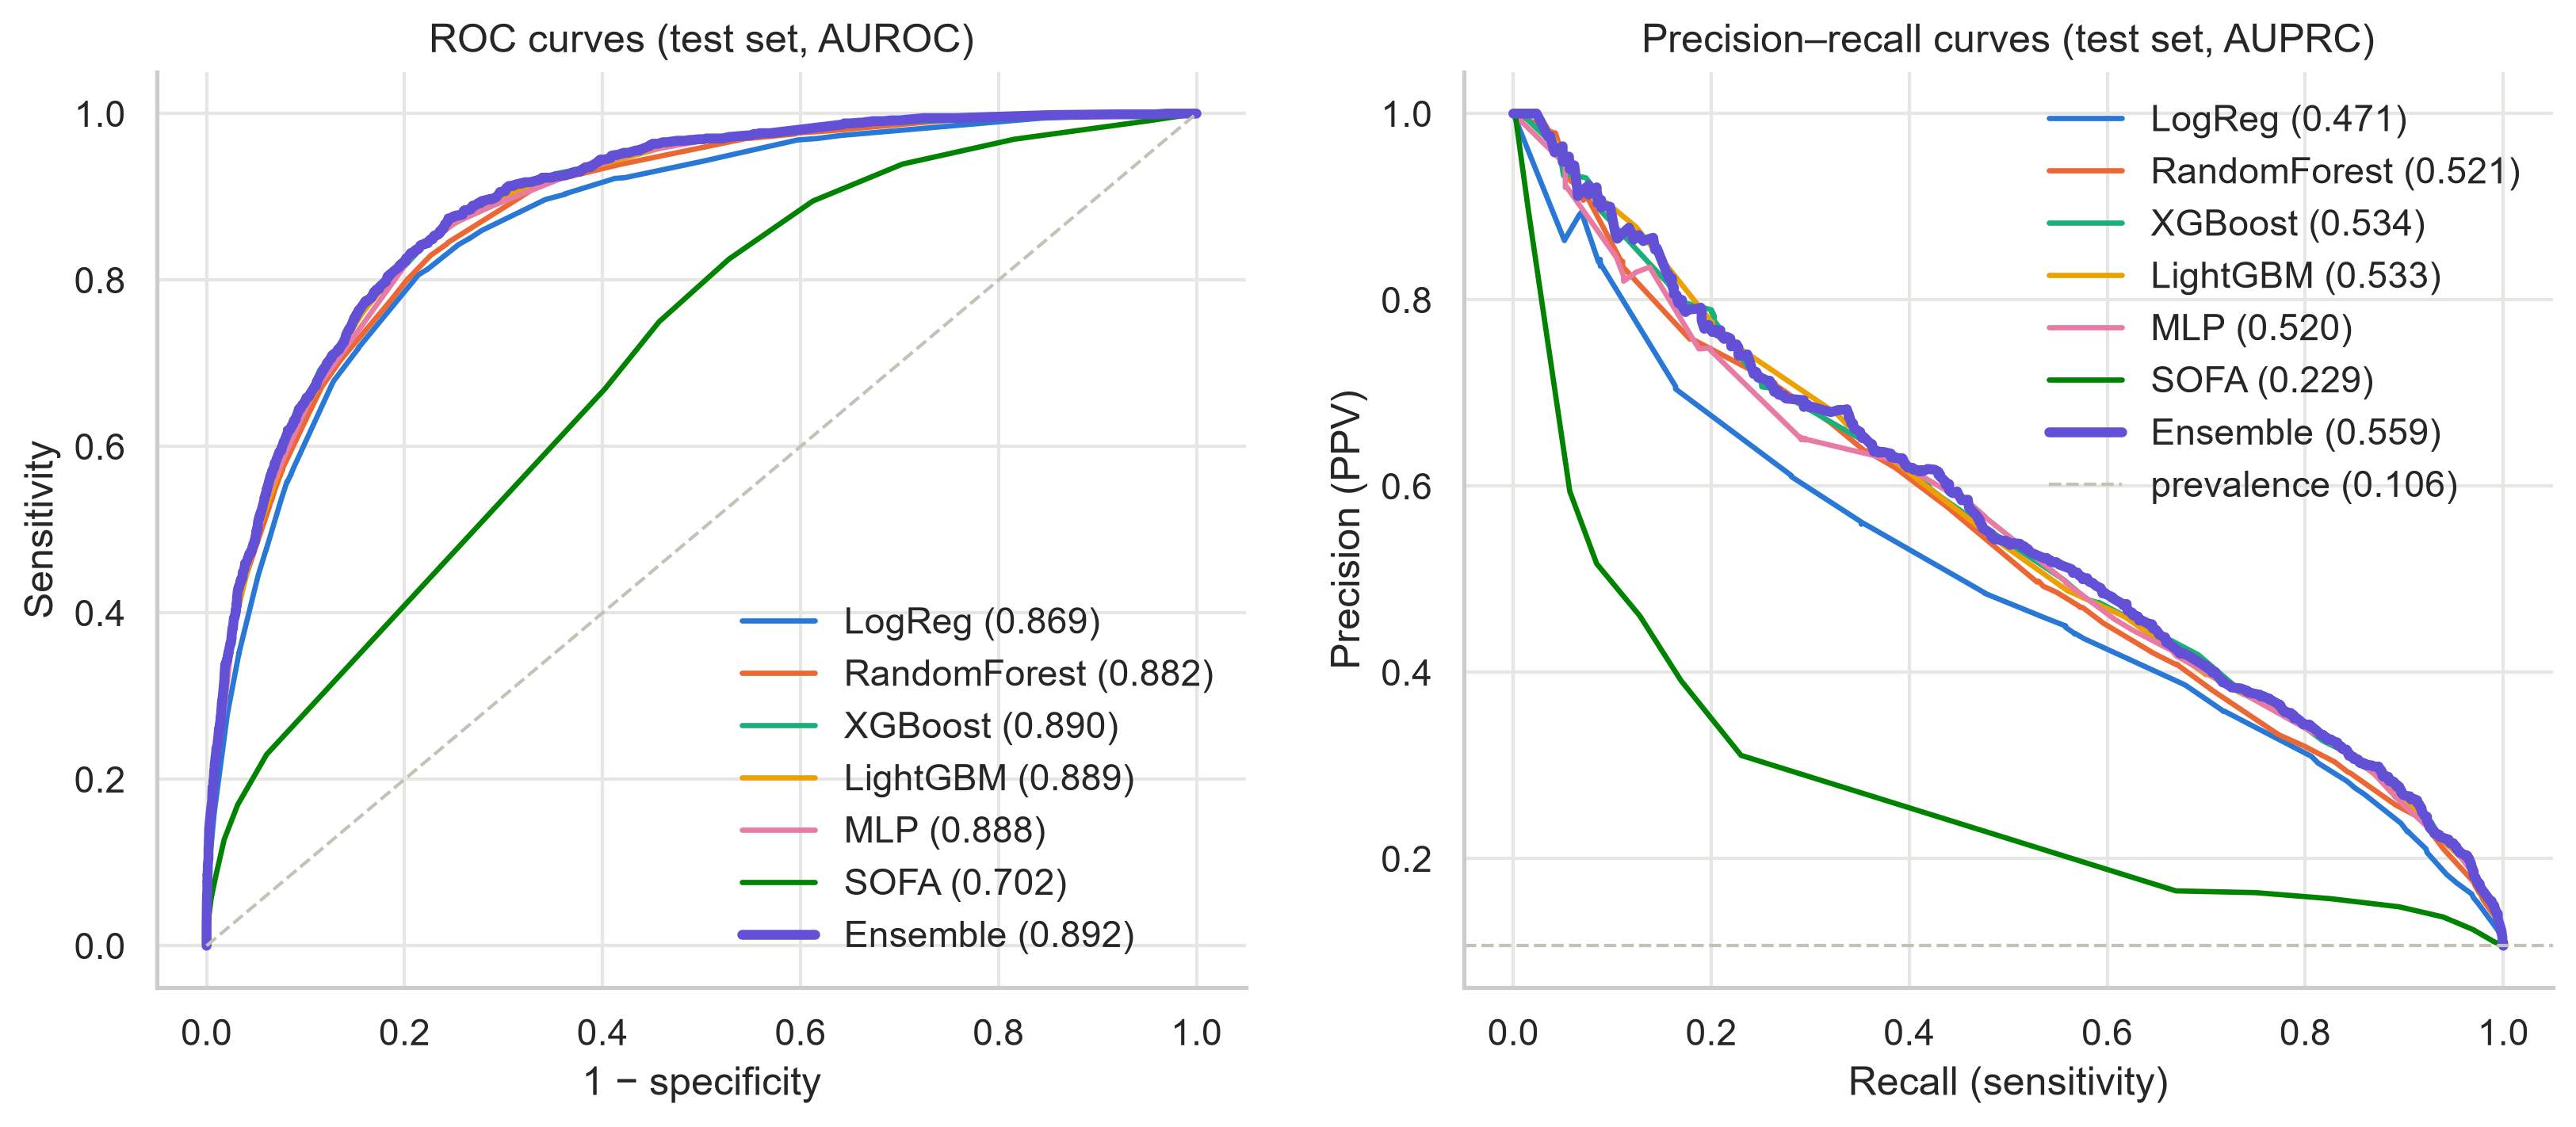 ROC curves (test set, AUROC)
1.0
0.8
0.6
0.4
0.2
0.0
Sensitivity
LogReg (0.869)
RandomForest (0.882)
XGBoost (0.890)
LightGBM (0.889)
MLP (0.888)
SOFA (0.702)
Ensemble (0.892)
0.0 0.2 0.4 0.6 0.8 1.0
1 − specificity
Precision–recall curves (test set, AUPRC)
1.0
0.8
0.6
0.4
0.2
Precision (PPV)
LogReg (0.471)
RandomForest (0.521)
XGBoost (0.534)
LightGBM (0.533)
MLP (0.520)
SOFA (0.229)
Ensemble (0.559)
prevalence (0.106)
0.0 0.2 0.4 0.6 0.8 1.0
Recall (sensitivity)